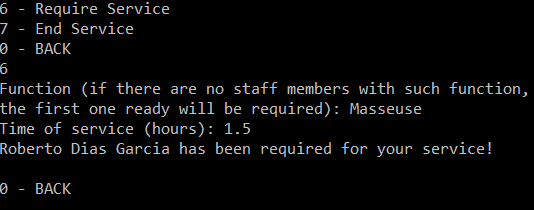 6 - Require Service
7 - End Service
0 - BACK
6
Function (if there are no staff members with such function,
the first one ready will be required): Masseuse
Time of service (hours): 1.5
Roberto Dias Garcia has been required for your service!
0 - BACK